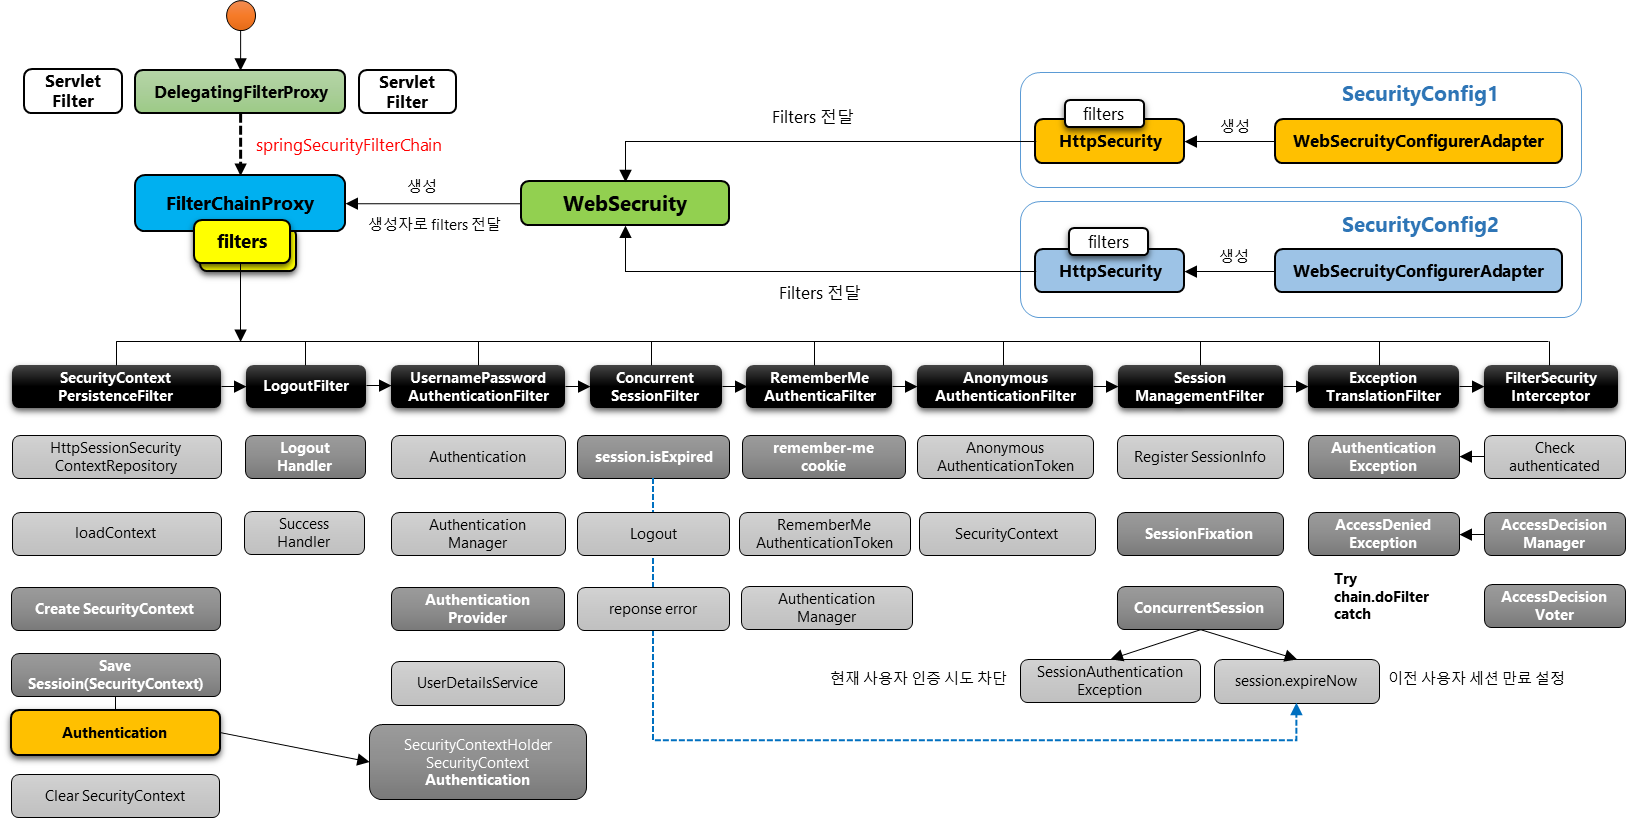 Servlet
Filter
DelegatingFilterProxy
Servlet
Filter
springSecurityFilterChain
FilterChainProxy
filters
생성
생성자로 filters 전달
WebSecruity
Filters 전달
Filters 전달
SecurityConfig1
filters
HttpSecurity
생성
WebSecruityConfigurerAdapter
SecurityConfig2
filters
HttpSecurity
생성
WebSecruityConfigurerAdapter
SecurityContext
PersistenceFilter
LogoutFilter
UsernamePassword
AuthenticationFilter
Concurrent
SessionFilter
RememberMe
AuthenticaFilter
Anonymous
AuthenticationFilter
Session
ManagementFilter
Exception
TranslationFilter
FilterSecurity
Interceptor
HttpSessionSecurity
ContextRepository
Logout
Handler
Authentication
session.isExpired
remember-me
cookie
Anonymous
AuthenticationToken
Register SessionInfo
Authentication
Exception
Check
authenticated
loadContext
Success
Handler
Authentication
Manager
Logout
RememberMe
AuthenticationToken
SecurityContext
SessionFixation
AccessDenied
Exception
AccessDecision
Manager
Create SecurityContext
Authentication
Provider
reponse error
Authentication
Manager
ConcurrentSession
Try
chain.doFilter
catch
AccessDecision
Voter
Save
Sessioin(SecurityContext)
UserDetailsService
현재 사용자 인증 시도 차단
SessionAuthentication
Exception
session.expireNow
이전 사용자 세션 만료 설정
Authentication
SecurityContextHolder
SecurityContext
Authentication
Clear SecurityContext